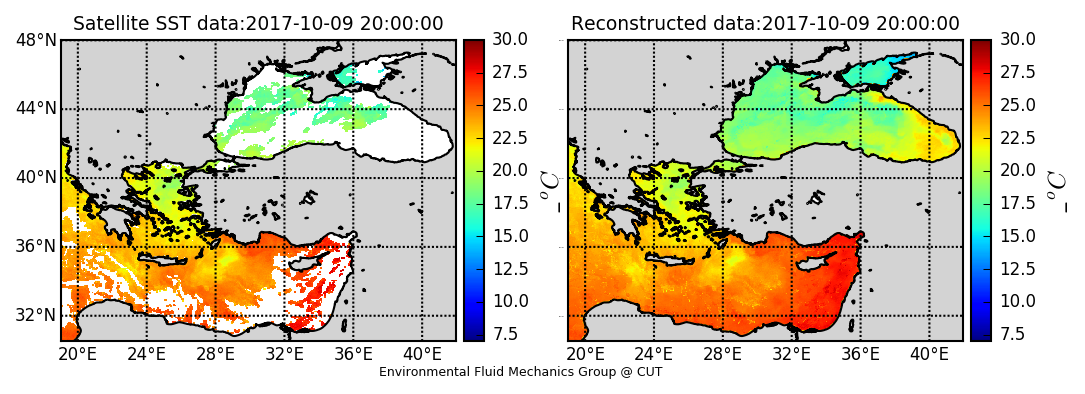 Satellite SST data:2017-10-09 20:00:00
48°N
44°N
40°N
36°N
32°N
20°E 24°E 28°E 32°E 36°E 40°E
30.0
27.5
25.0
22.5
20.0
17.5
15.0
12.5
10.0
7.5
_ °C
Reconstructed data:2017-10-09 20:00:00
20°E 24°E 28°E 32°E 36°E 40°E
30.0
27.5
25.0
22.5
20.0
17.5
15.0
12.5
10.0
7.5
_ °C
Environmental Fluid Mechanics Group @ CUT